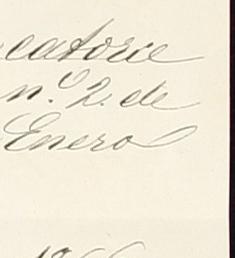 catorce
n.º 2. de
Enero